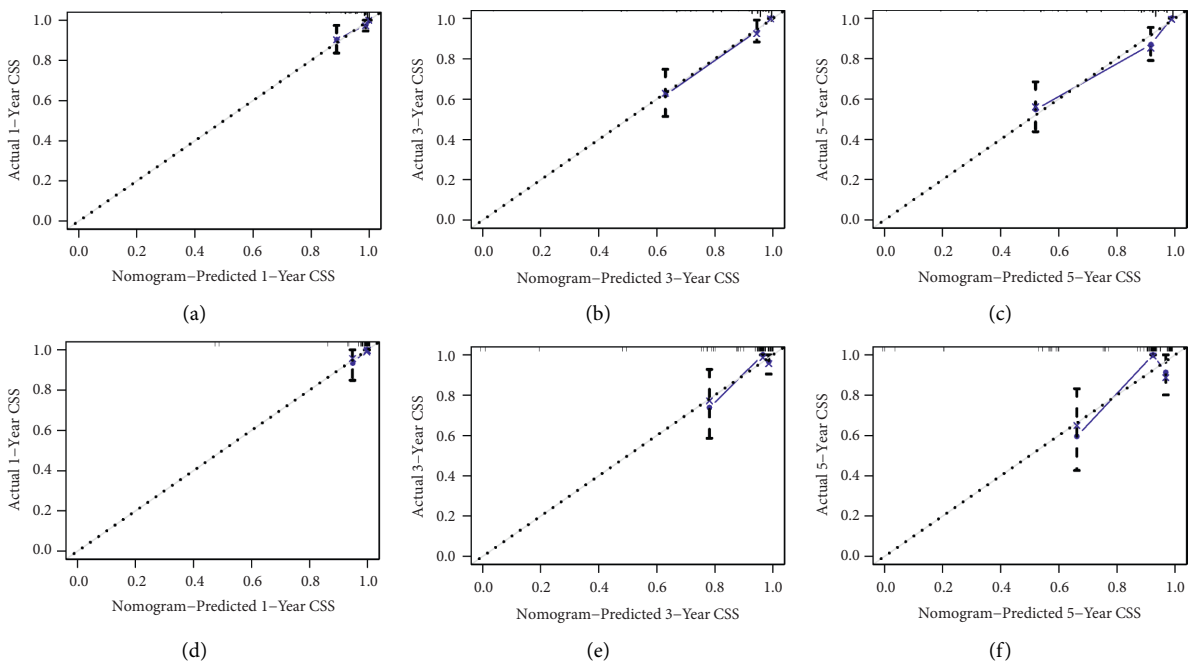 Actual 1−Year CSS
1.0
0.8
0.6
0.4
0.2
0.0
0.0 0.2 0.4 0.6 0.8 1.0
Nomogram−Predicted 1−Year CSS
(a)
Actual 3−Year CSS
1.0
0.8
0.6
0.4
0.2
0.0
0.0 0.2 0.4 0.6 0.8 1.0
Nomogram−Predicted 3−Year CSS
(b)
Actual 5−Year CSS
1.0
0.8
0.6
0.4
0.2
0.0
0.0 0.2 0.4 0.6 0.8 1.0
Nomogram−Predicted 5−Year CSS
(c)
Actual 1−Year CSS
1.0
0.8
0.6
0.4
0.2
0.0
0.0 0.2 0.4 0.6 0.8 1.0
Nomogram−Predicted 1−Year CSS
(d)
Actual 3−Year CSS
1.0
0.8
0.6
0.4
0.2
0.0
0.0 0.2 0.4 0.6 0.8 1.0
Nomogram−Predicted 3−Year CSS
(e)
Actual 5−Year CSS
1.0
0.8
0.6
0.4
0.2
0.0
0.0 0.2 0.4 0.6 0.8 1.0
Nomogram−Predicted 5−Year CSS
(f)